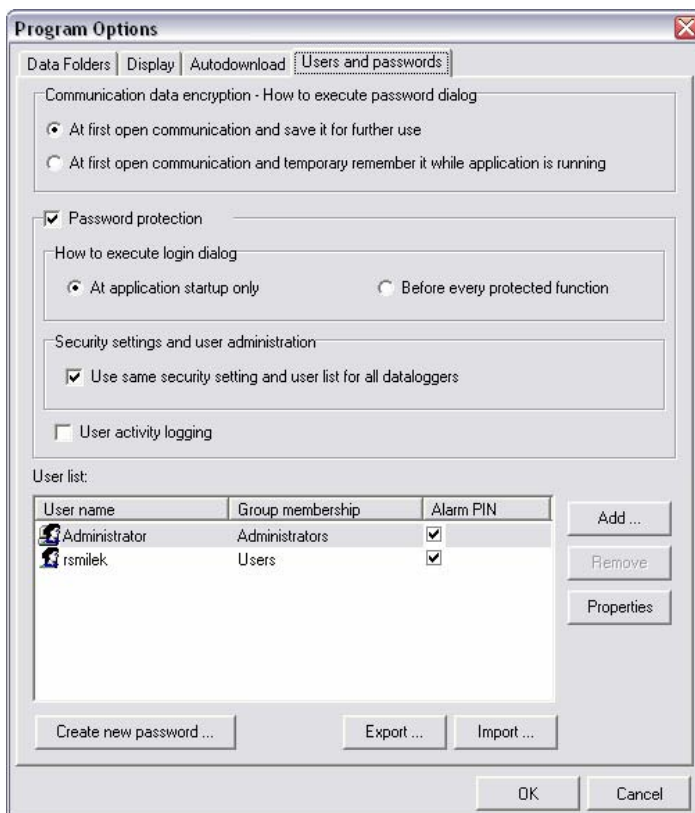 Program Options
Data Folders Display Autodownload Users and passwords
Communication data encryption - How to execute password dialog
At first open communication and save it for further use
At first open communication and temporary remember it while application is running
Password protection
How to execute login dialog
At application startup only Before every protected function
Security settings and user administration
Use same security setting and user list for all dataloggers
User activity logging
User list:
User name Group membership Alarm PIN
Administrator Administrators
rsmilek Users
Add ...
Remove
Properties
Create new password ... Export ... Import ...
OK Cancel